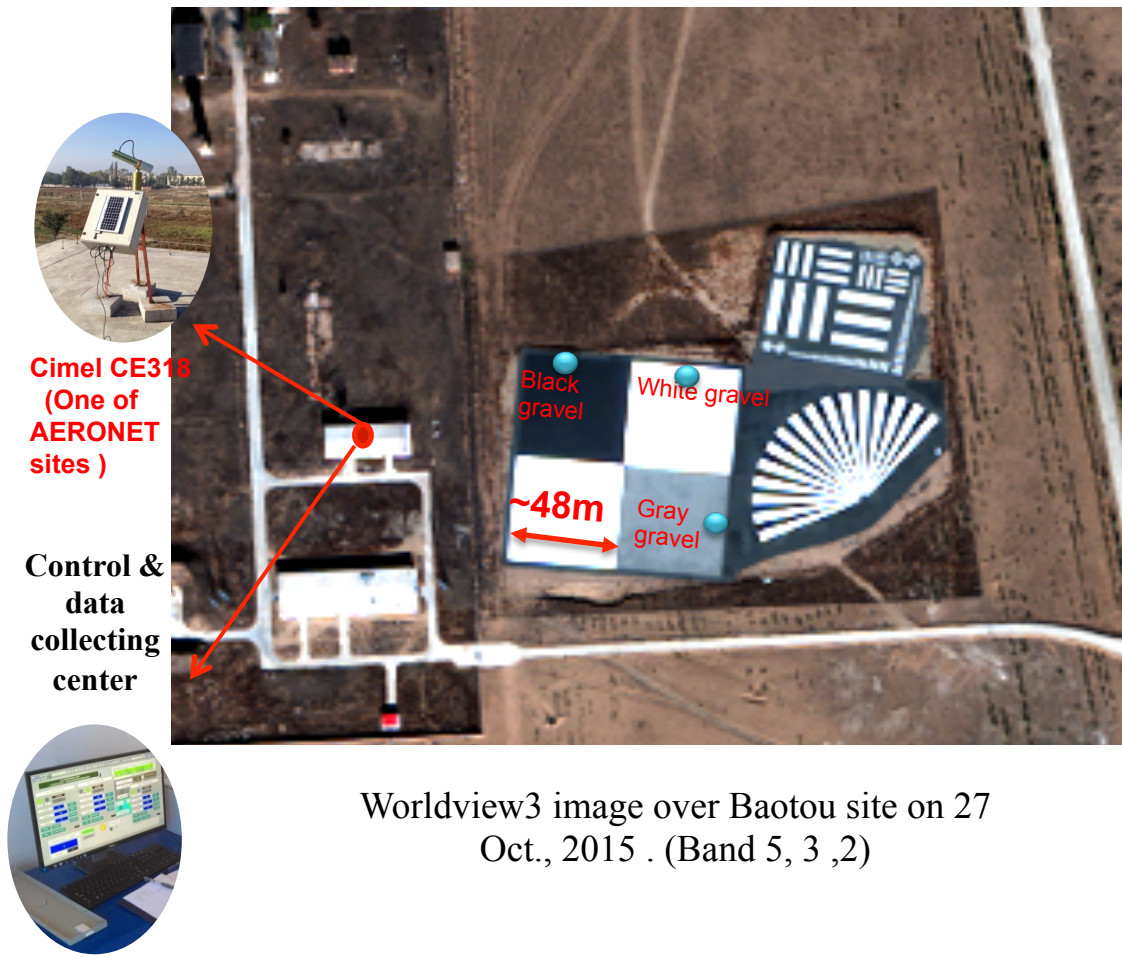 Cimel CE318
(One of
AERONET
sites )
Control &
data
collecting
center
Black
gravel
White gravel
~48m
Gray
gravel
Worldview3 image over Baotou site on 27
Oct., 2015 . (Band 5, 3 ,2)